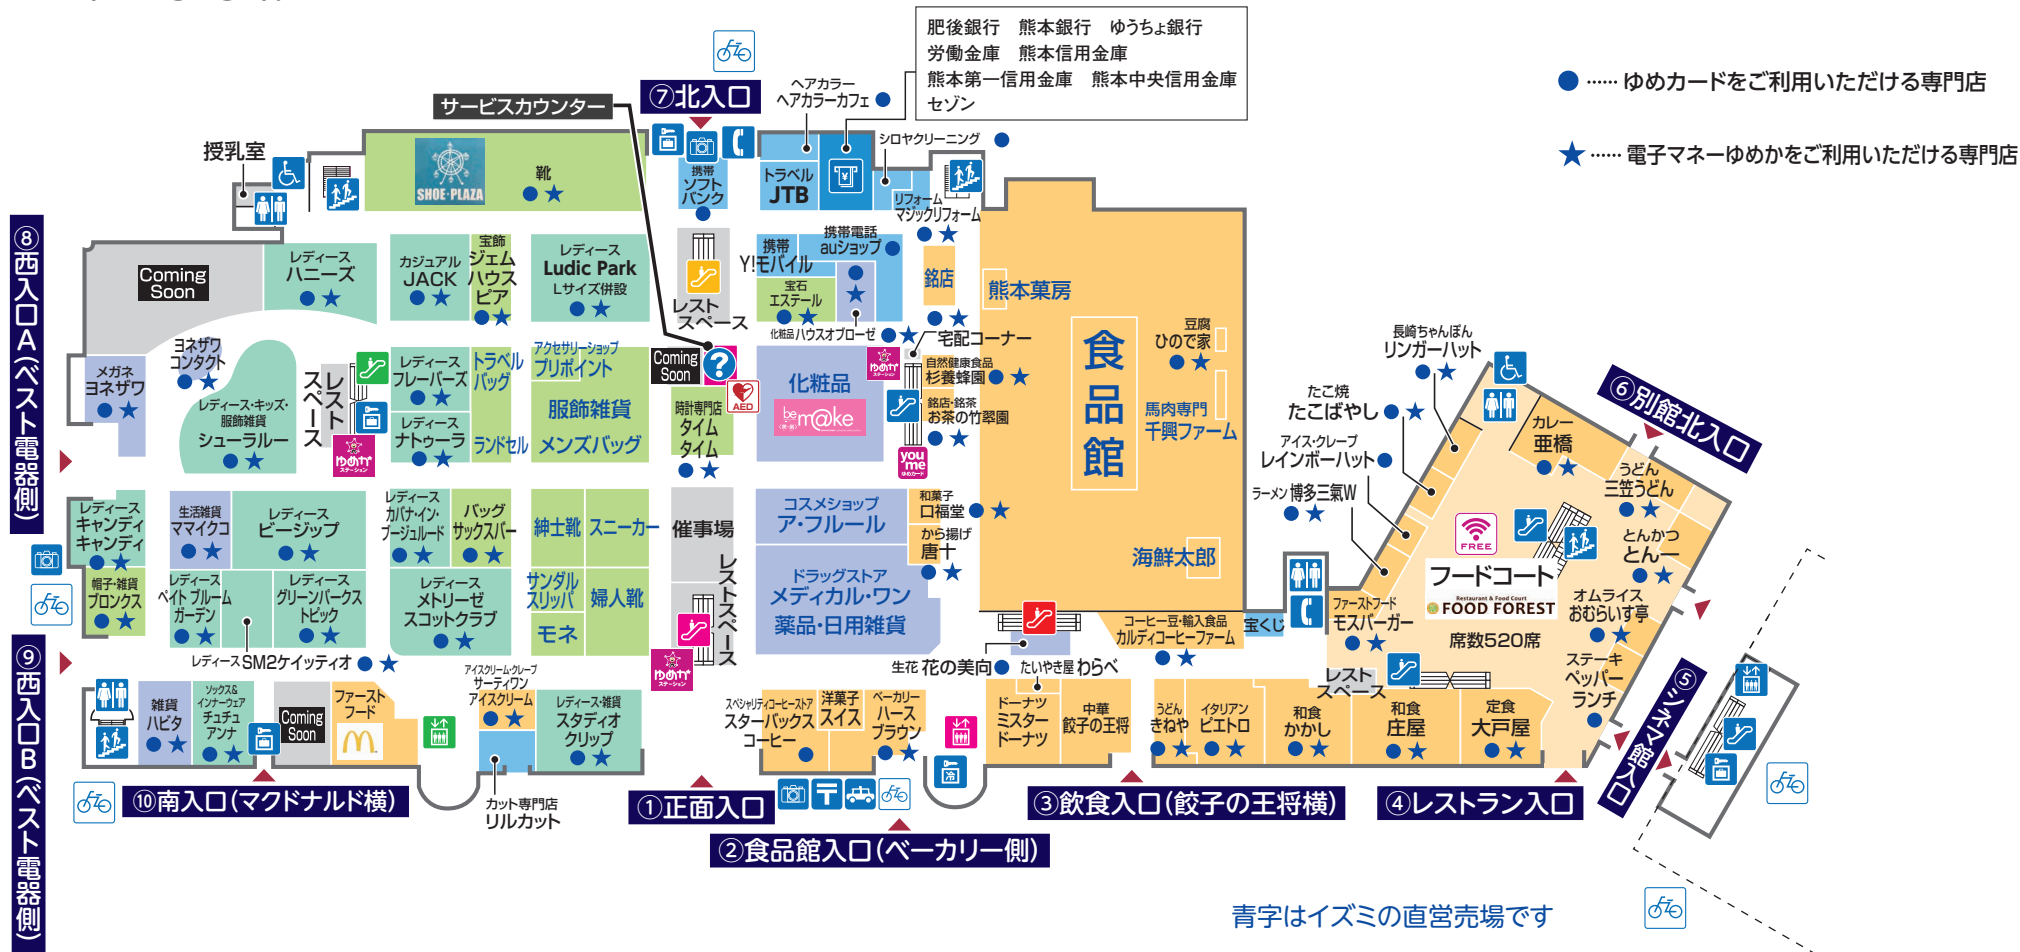 肥後銀行　熊本銀行　ゆうちょ銀行
労働金庫　熊本信用金庫
熊本第一信用金庫　熊本中央信用金庫
セゾン
● …… ゆめカードをご利用いただける専門店
★ …… 電子マネーゆめかをご利用いただける専門店
サービスカウンター
⑦北入口
ヘアカラー
ヘアカラーカフェ ●
シロヤクリーニング ●
授乳室
SHOE・PLAZA
靴
● ★
携帯
ソフト
バンク
●
トラベル
JTB
リフォーム
マジックリフォーム
● ★
⑧西入口A(ベスト電器側)
Coming
Soon
レディース
ハニーズ
● ★
カジュアル
JACK
● ★
宝飾
ジェム
ハウス
ピア
● ★
レディース
Ludic Park
Lサイズ併設
● ★
レスト
スペース
携帯
Y!モバイル
携帯電話
auショップ ●
● ★
宝石
エステール
● ★
化粧品 ハウスオブローゼ ● ★
銘店
● ★
宅配コーナー
熊本菓房
食品館
豆腐
ひので家
● ★
馬肉専門
千興ファーム
海鮮太郎
メガネ
ヨネザワ
● ★
ヨネザワ
コンタクト
● ★
レディース・キッズ・
服飾雑貨
シューラルー
● ★
レスト
スペース
ゆめか
ステーション
レディース
フレーバーズ
● ★
レディース
ナトゥーラ
● ★
トラベル
バッグ
ランドセル
アクセサリーショップ
プリポイント
服飾雑貨
メンズバッグ
Coming
Soon
?
AED
時計専門店
タイム
タイム
● ★
化粧品
be
m@ke
ゆめか
ステーション
自然健康食品
杉養蜂園 ● ★
銘店・銘茶
お茶の竹翠園
● ★
you
me
ゆめカード
長崎ちゃんぽん
リンガーハット
● ★
たこ焼
たこばやし ● ★
アイス・クレープ
レインボーハット ●
ラーメン 博多三氣W
● ★
カレー
亜橋
● ★
⑥別館北入口
うどん
三笠うどん
● ★
とんかつ
とん一
● ★
FREE
フードコート
Restaurant & Food Court
FOOD FOREST
席数520席
オムライス
おむらいす亭
● ★
ステーキ
ペッパー
ランチ
●
⑤シネマ館入口
レディース
キャンディ
キャンディ
● ★
帽子・雑貨
ブロンクス
● ★
生活雑貨
ママイクコ
● ★
レディース
ビージップ
● ★
レディース
ペイト ブルーム
ガーデン
● ★
レディース
グリーンパークス
トピック
● ★
レディース SM2ケイッティオ ● ★
レディース
カバナ・イン・
ブージュルード
● ★
バッグ
サックスバー
● ★
レディース
メトリーゼ
スコットクラブ
● ★
紳士靴
スニーカー
サンダル
スリッパ
婦人靴
モネ
催事場
レストスペース
ゆめか
ステーション
コスメショップ
ア・フルール
ドラッグストア
メディカル・ワン
薬品・日用雑貨
和菓子
口福堂 ● ★
から揚げ
唐十
● ★
生花 花の美向 ●
たいやき屋 わらべ
コーヒー豆・輸入食品
カルディコーヒーファーム
● ★
宝くじ
ファーストフード
モスバーガー
● ★
レスト
スペース
⑨西入口B(ベスト電器側)
雑貨
ハピタ
● ★
ソックス&
インナーウェア
チュチュ
アンナ
● ★
Coming
Soon
ファースト
フード
m.
アイスクリーム・クレープ
サーティワン
アイスクリーム
● ★
レディース・雑貨
スタディオ
クリップ
● ★
カット専門店
リルカット
スペシャリティコーヒーストア
スターバックス
コーヒー ●
洋菓子
スイス
ベーカリー
ハース
ブラウン
● ★
冷
ドーナツ
ミスター
ドーナツ
中華
餃子の王将
うどん
きねや
● ★
イタリアン
ピエトロ
● ★
和食
かかし
● ★
和食
庄屋
● ★
定食
大戸屋
● ★
⑩南入口(マクドナルド横)
①正面入口
②食品館入口(ベーカリー側)
③飲食入口(餃子の王将横)
④レストラン入口
青字はイズミの直営売場です